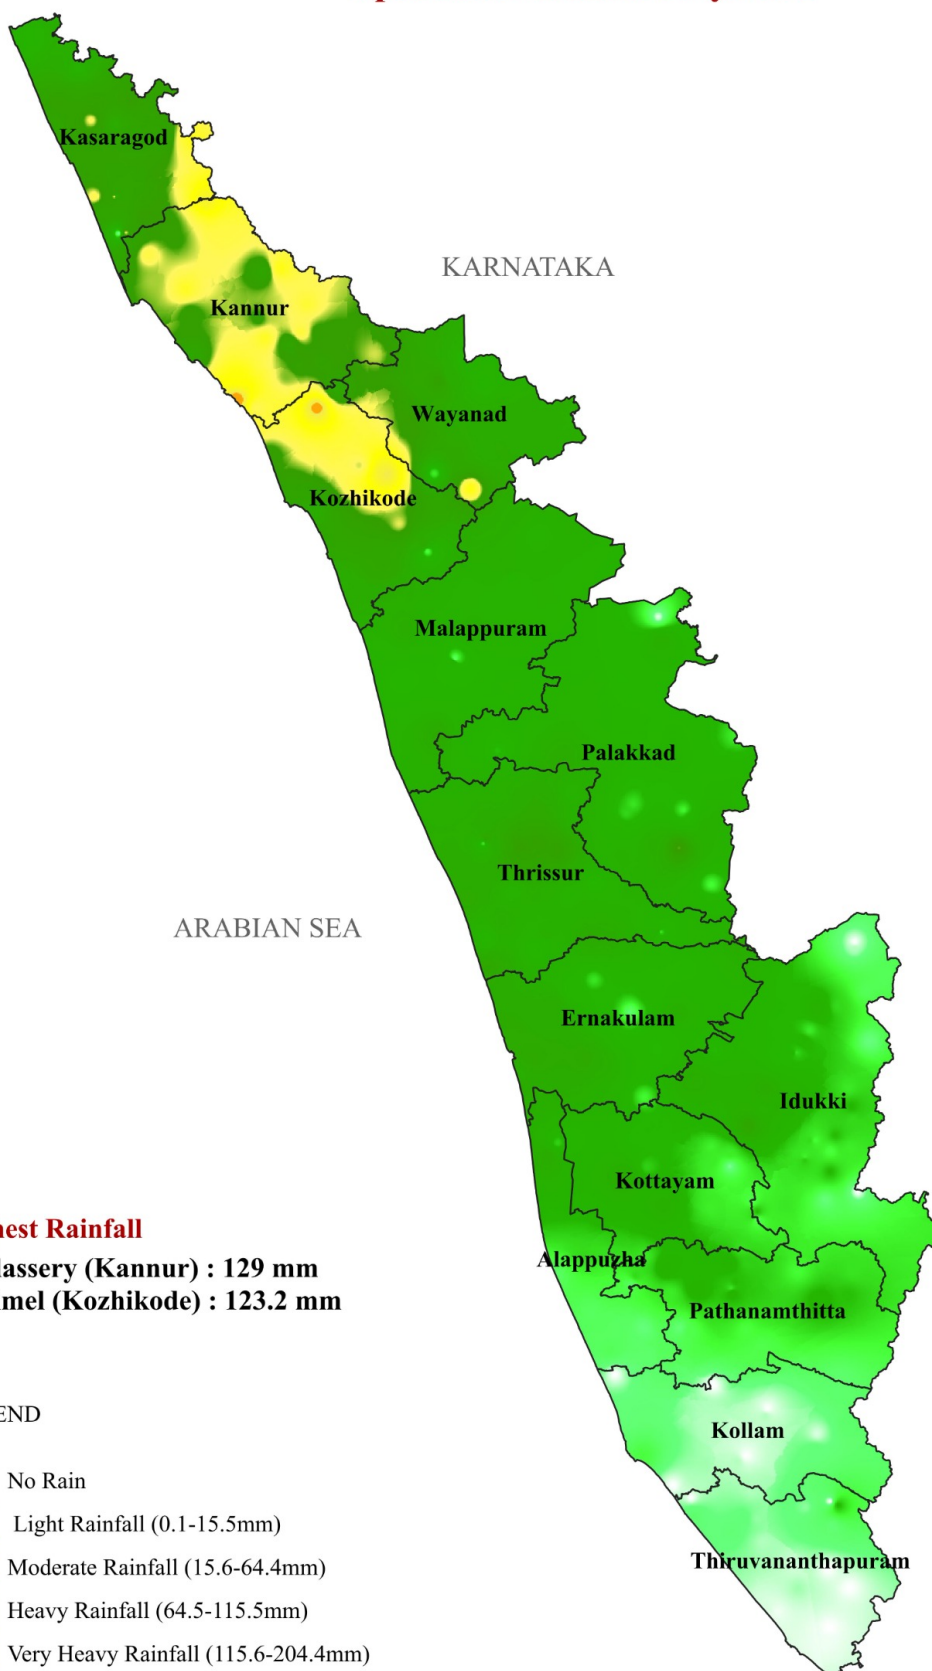 Kasaragod
KARNATAKA
Kannur
Wayanad
Kozhikode
Malappuram
Palakkad
Thrissur
ARABIAN SEA
Ernakulam
Idukki
Kottayam
Alappuzha
Pathanamthitta
Kollam
Thiruvananthapuram
nest Rainfall
lassery (Kannur) : 129 mm
mel (Kozhikode) : 123.2 mm
END
No Rain
Light Rainfall (0.1-15.5mm)
Moderate Rainfall (15.6-64.4mm)
Heavy Rainfall (64.5-115.5mm)
Very Heavy Rainfall (115.6-204.4mm)